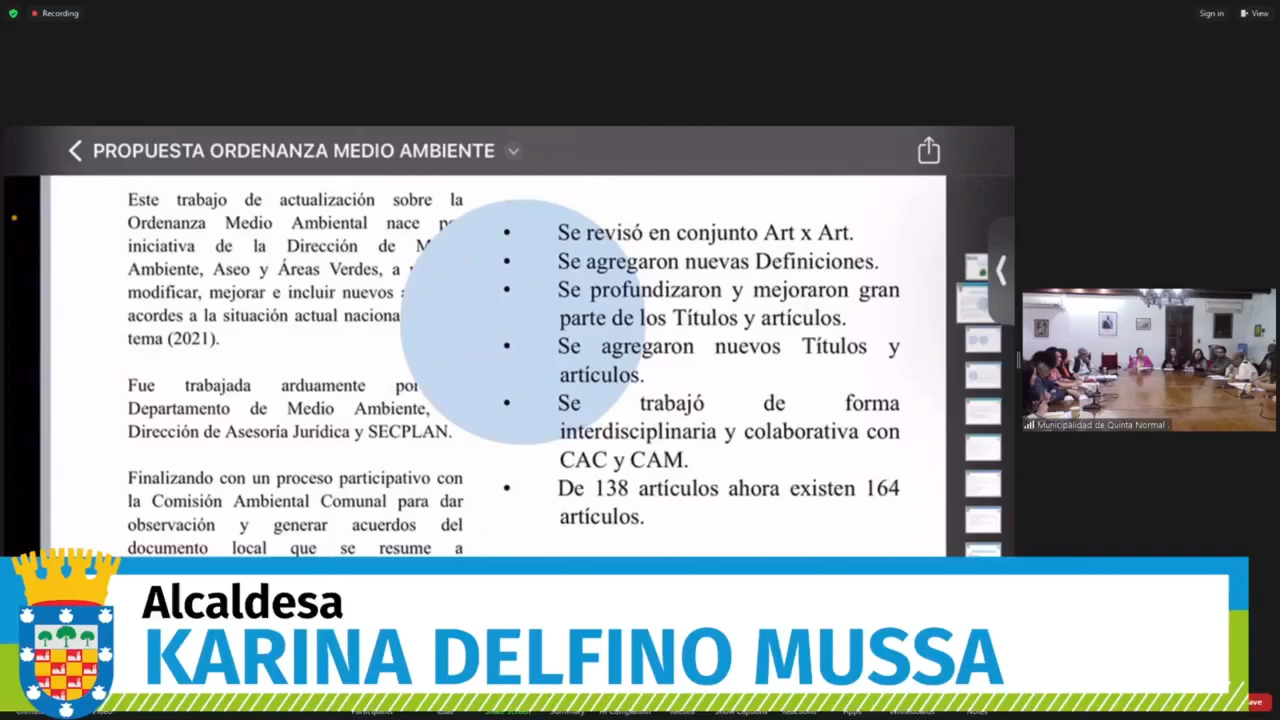 Recording
Sign in
View
PROPUESTA ORDENANZA MEDIO AMBIENTE
Este trabajo de actualización sobre la
Ordenanza Medio Ambiental nace
iniciativa de la Dirección de
Ambiente, Aseo y Áreas Verdes, a
modificar, mejorar e incluir nuevos
acordes a la situación actual
tema (2021).
Fue trabajada arduamente
Departamento de Medio Ambiente,
Dirección de Asesoría Jurídica y SECPLAN.
Finalizando con un proceso participativo con
la Comisión Ambiental Comunal para dar
observación y generar acuerdos del
documento local que se resume a
• Se revisó en conjunto Art x Art.
• Se agregaron nuevas Definiciones.
• Se profundizaron y mejoraron gran
parte de los Títulos y artículos.
• Se agregaron nuevos Títulos y
artículos.
• Se trabajó de forma
interdisciplinaria y colaborativa con
CAC y CAM.
• De 138 artículos ahora existen 164
artículos.
Municipalidad de Quinta Normal .
Alcaldesa
KARINA DELFINO MUSSA